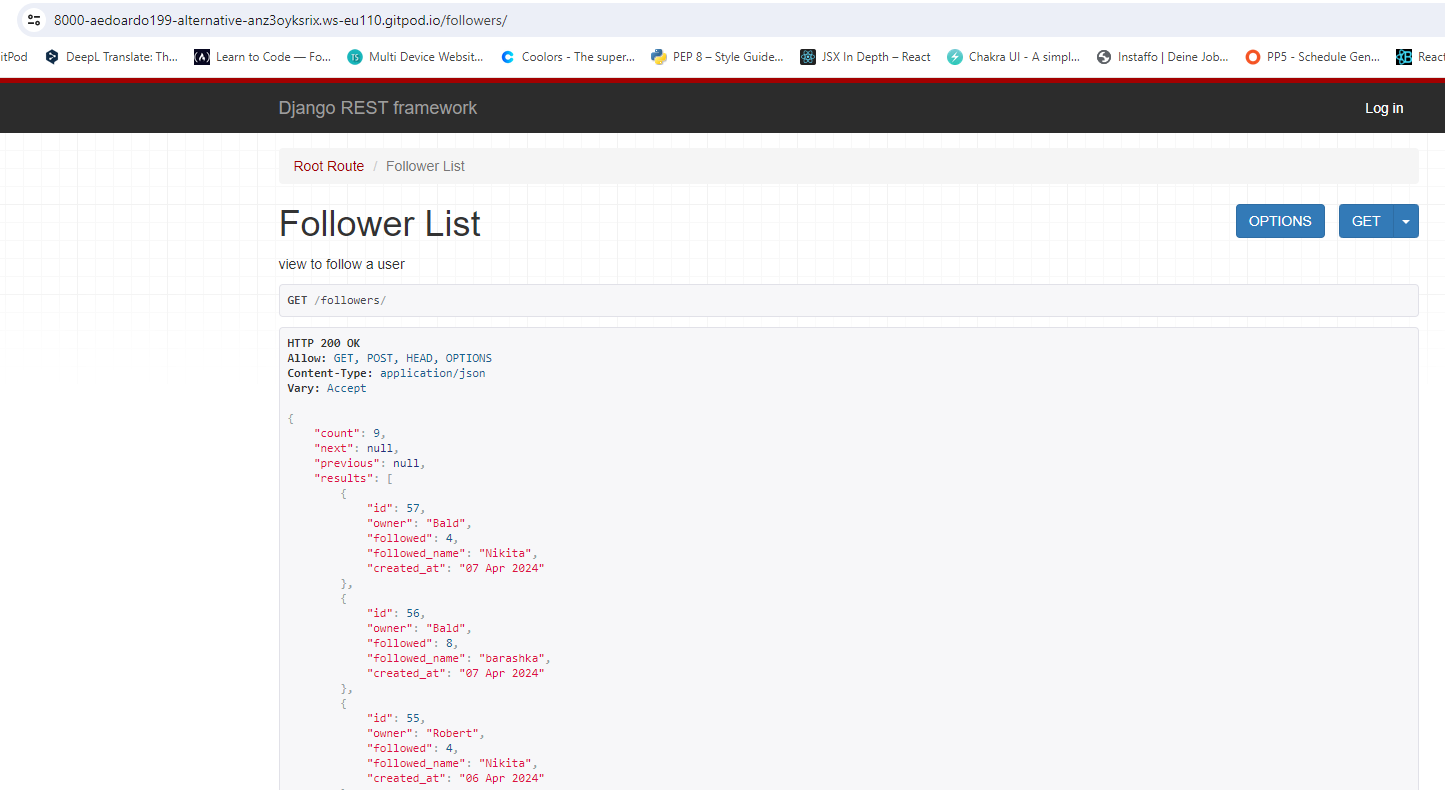 8000-aedoardo199-alternative-anz3oyksrix.ws-eu110.gitpod.io/followers/
itPod DeepL Translate: Th... Learn to Code — Fo... Multi Device Websit... Coolors - The super... PEP 8 – Style Guide... JSX In Depth – React Chakra UI - A simpl... Instaffo | Deine Job... PP5 - Schedule Gen... React
Django REST framework Log in
Root Route / Follower List
Follower List OPTIONS GET
view to follow a user
GET /followers/
HTTP 200 OK
Allow: GET, POST, HEAD, OPTIONS
Content-Type: application/json
Vary: Accept
{
"count": 9,
"next": null,
"previous": null,
"results": [
{
"id": 57,
"owner": "Bald",
"followed": 4,
"followed_name": "Nikita",
"created_at": "07 Apr 2024"
},
{
"id": 56,
"owner": "Bald",
"followed": 8,
"followed_name": "barashka",
"created_at": "07 Apr 2024"
},
{
"id": 55,
"owner": "Robert",
"followed": 4,
"followed_name": "Nikita",
"created_at": "06 Apr 2024"